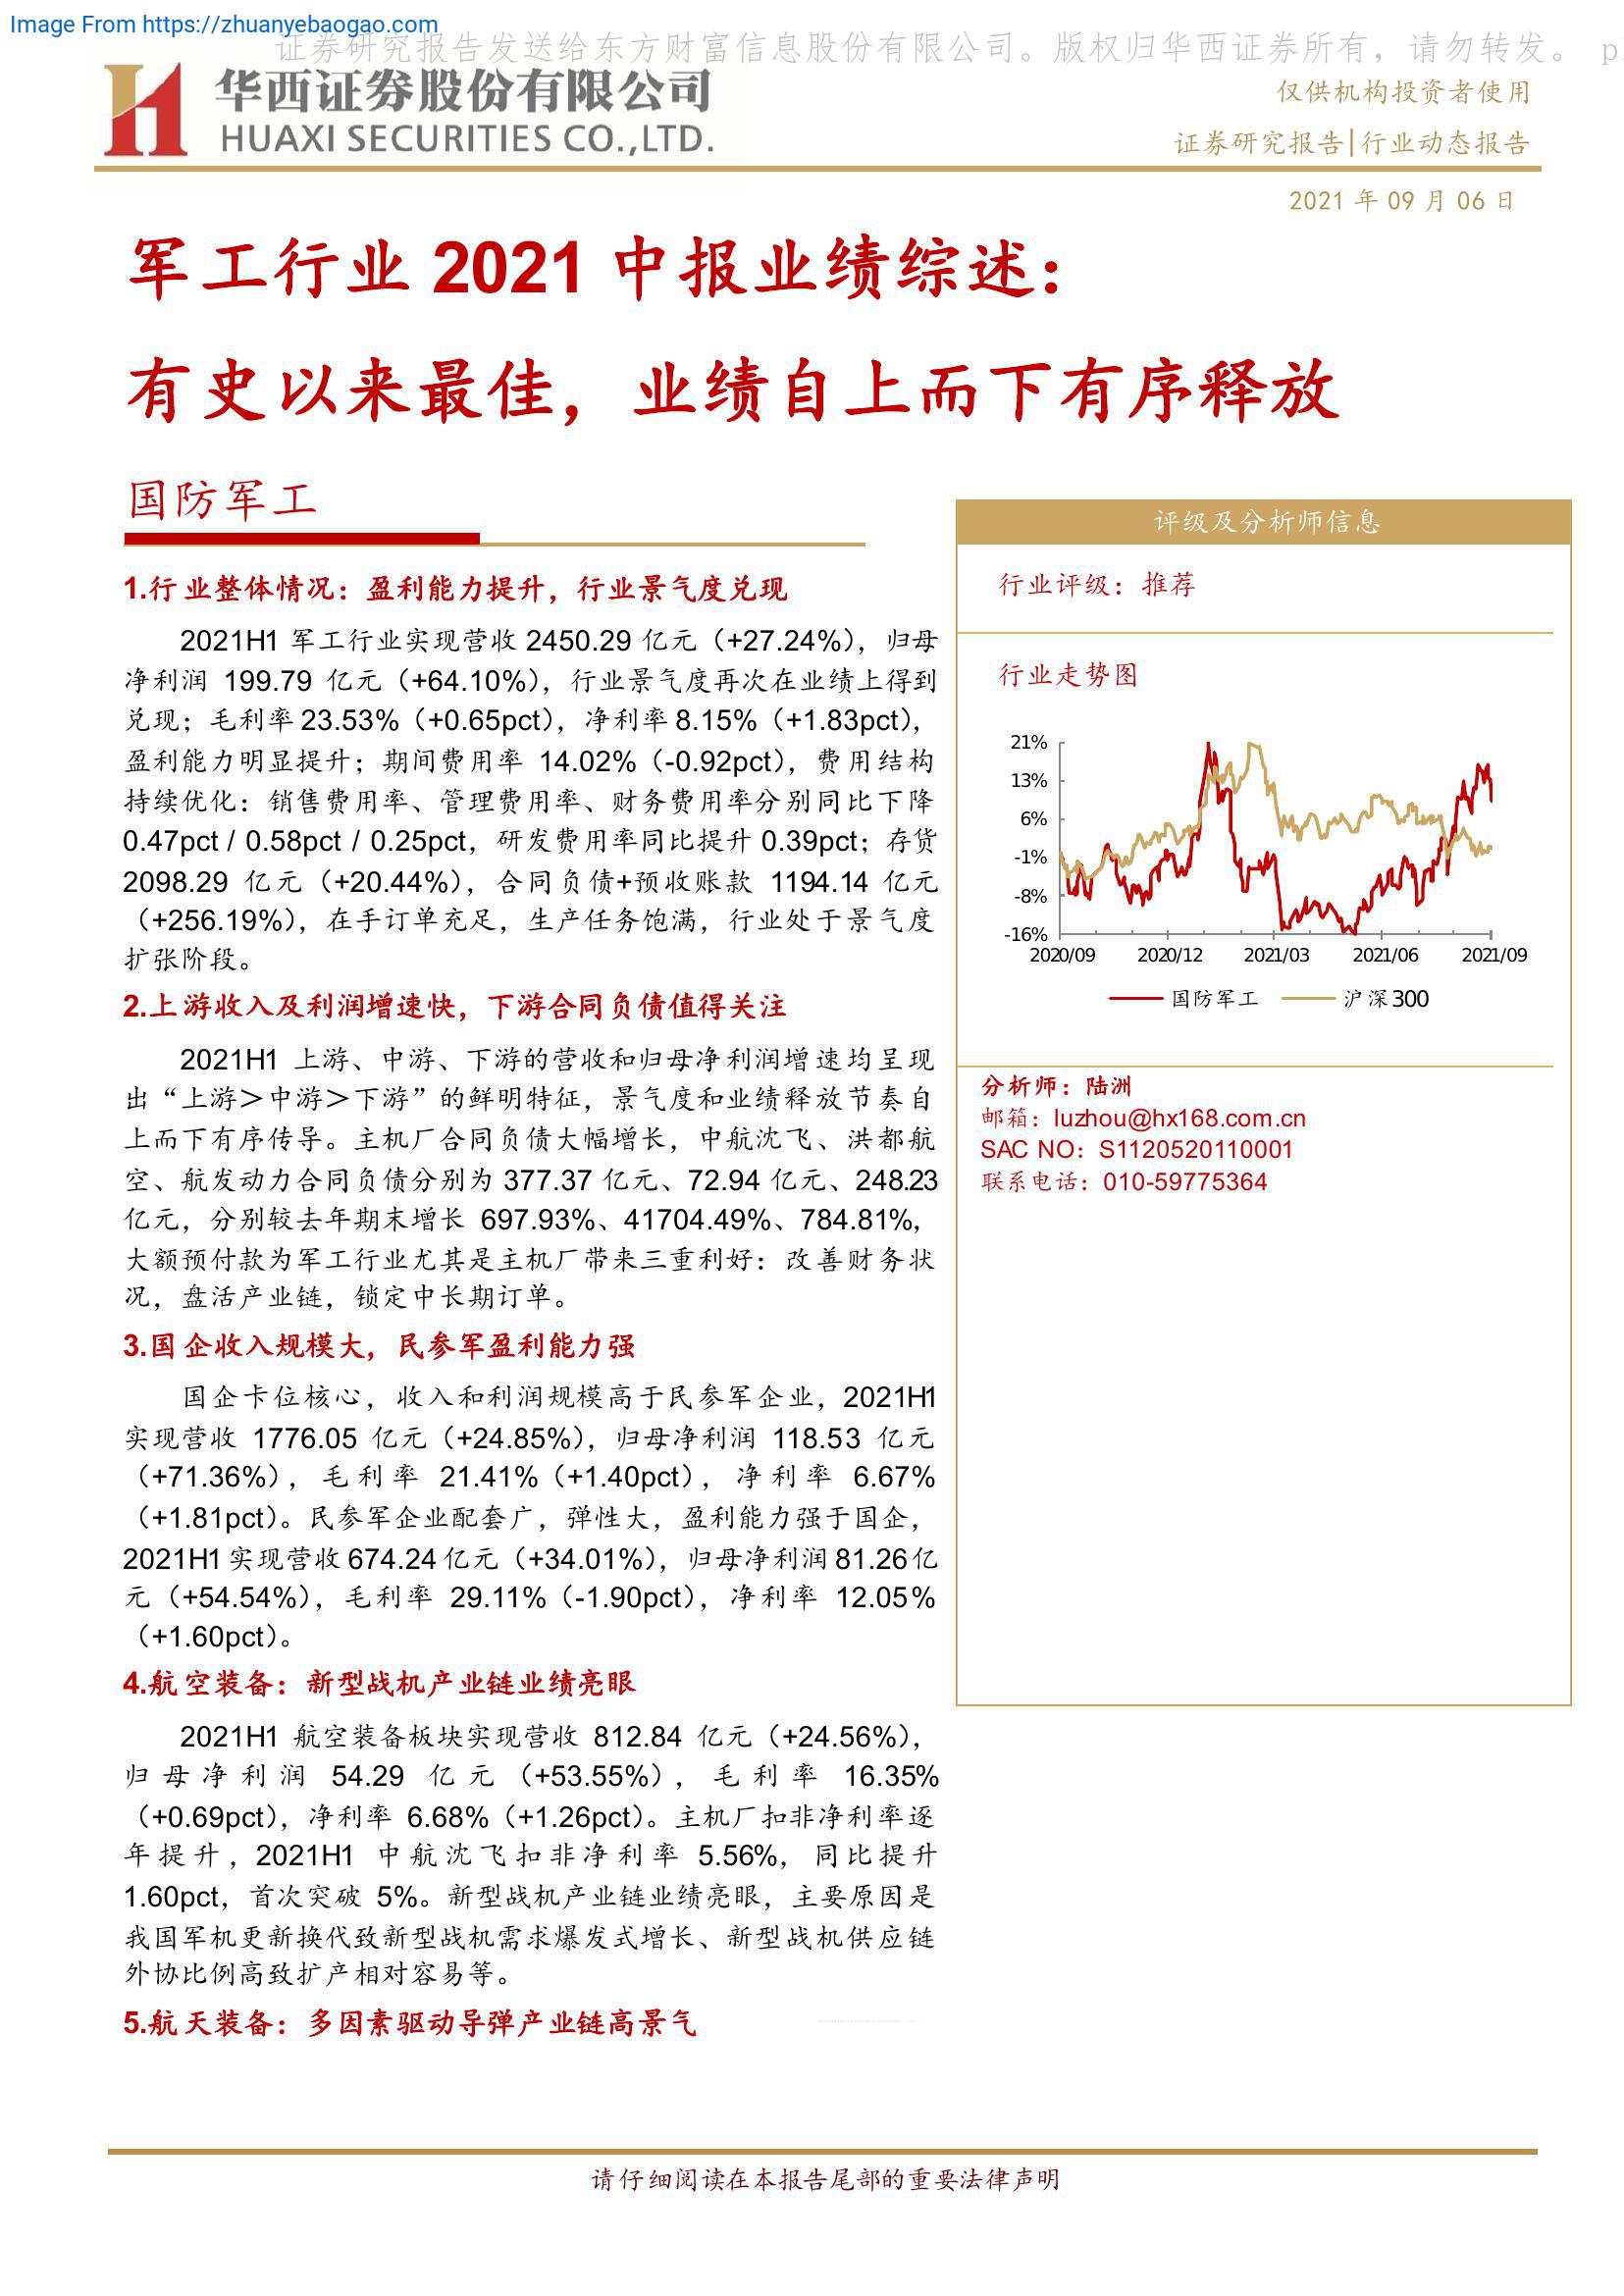 Image From https://zhuanyebaogao.com
证券研究报告发送给东方财富信息股份有限公司。版权归华西证券所有，请勿转发。 p
华西证券股份有限公司
HUAXI SECURITIES CO.,LTD.
仅供机构投资者使用
证券研究报告|行业动态报告
2021 年 09 月 06 日
军工行业 2021 中报业绩综述：
有史以来最佳，业绩自上而下有序释放
国防军工
1.行业整体情况：盈利能力提升，行业景气度兑现
2021H1 军工行业实现营收 2450.29 亿元（+27.24%），归母
净利润 199.79 亿元（+64.10%），行业景气度再次在业绩上得到
兑现；毛利率 23.53%（+0.65pct），净利率 8.15%（+1.83pct），
盈利能力明显提升；期间费用率 14.02%（-0.92pct），费用结构
持续优化：销售费用率、管理费用率、财务费用率分别同比下降
0.47pct / 0.58pct / 0.25pct，研发费用率同比提升 0.39pct；存货
2098.29 亿元（+20.44%），合同负债+预收账款 1194.14 亿元
（+256.19%），在手订单充足，生产任务饱满，行业处于景气度
扩张阶段。
2.上游收入及利润增速快，下游合同负债值得关注
2021H1 上游、中游、下游的营收和归母净利润增速均呈现
出“上游＞中游＞下游”的鲜明特征，景气度和业绩释放节奏自
上而下有序传导。主机厂合同负债大幅增长，中航沈飞、洪都航
空、航发动力合同负债分别为 377.37 亿元、72.94 亿元、248.23
亿元，分别较去年期末增长 697.93%、41704.49%、784.81%，
大额预付款为军工行业尤其是主机厂带来三重利好：改善财务状
况，盘活产业链，锁定中长期订单。
3.国企收入规模大，民参军盈利能力强
国企卡位核心，收入和利润规模高于民参军企业，2021H1
实现营收 1776.05 亿元（+24.85%），归母净利润 118.53 亿元
（+71.36%），毛利率 21.41%（+1.40pct），净利率 6.67%
（+1.81pct）。民参军企业配套广，弹性大，盈利能力强于国企，
2021H1 实现营收 674.24 亿元（+34.01%），归母净利润 81.26 亿
元（+54.54%），毛利率 29.11%（-1.90pct），净利率 12.05%
（+1.60pct）。
4.航空装备：新型战机产业链业绩亮眼
2021H1 航空装备板块实现营收 812.84 亿元（+24.56%），
归母净利润 54.29 亿元（+53.55%），毛利率 16.35%
（+0.69pct），净利率 6.68%（+1.26pct）。主机厂扣非净利率逐
年提升，2021H1 中航沈飞扣非净利率 5.56%，同比提升
1.60pct，首次突破 5%。新型战机产业链业绩亮眼，主要原因是
我国军机更新换代致新型战机需求爆发式增长、新型战机供应链
外协比例高致扩产相对容易等。
5.航天装备：多因素驱动导弹产业链高景气
评级及分析师信息
行业评级：推荐
行业走势图
21%
13%
6%
-1%
-8%
-16%
2020/09 2020/12 2021/03 2021/06 2021/09
国防军工 沪深300
分析师：陆洲
邮箱：luzhou@hx168.com.cn
SAC NO：S1120520110001
联系电话：010-59775364
请仔细阅读在本报告尾部的重要法律声明